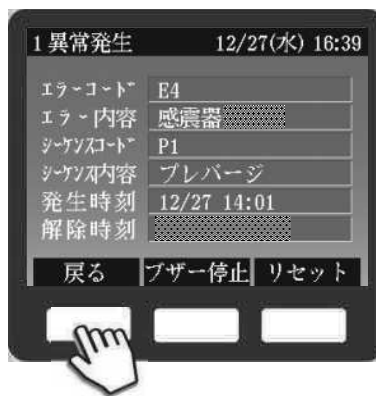 1 異常発生 12/27(水) 16:39
エラーコード E4
エラー内容 感震器
シーケンスコード P1
シーケンス内容 プレパージ
発生時刻 12/27 14:01
解除時刻
戻る ブザー停止 リセット